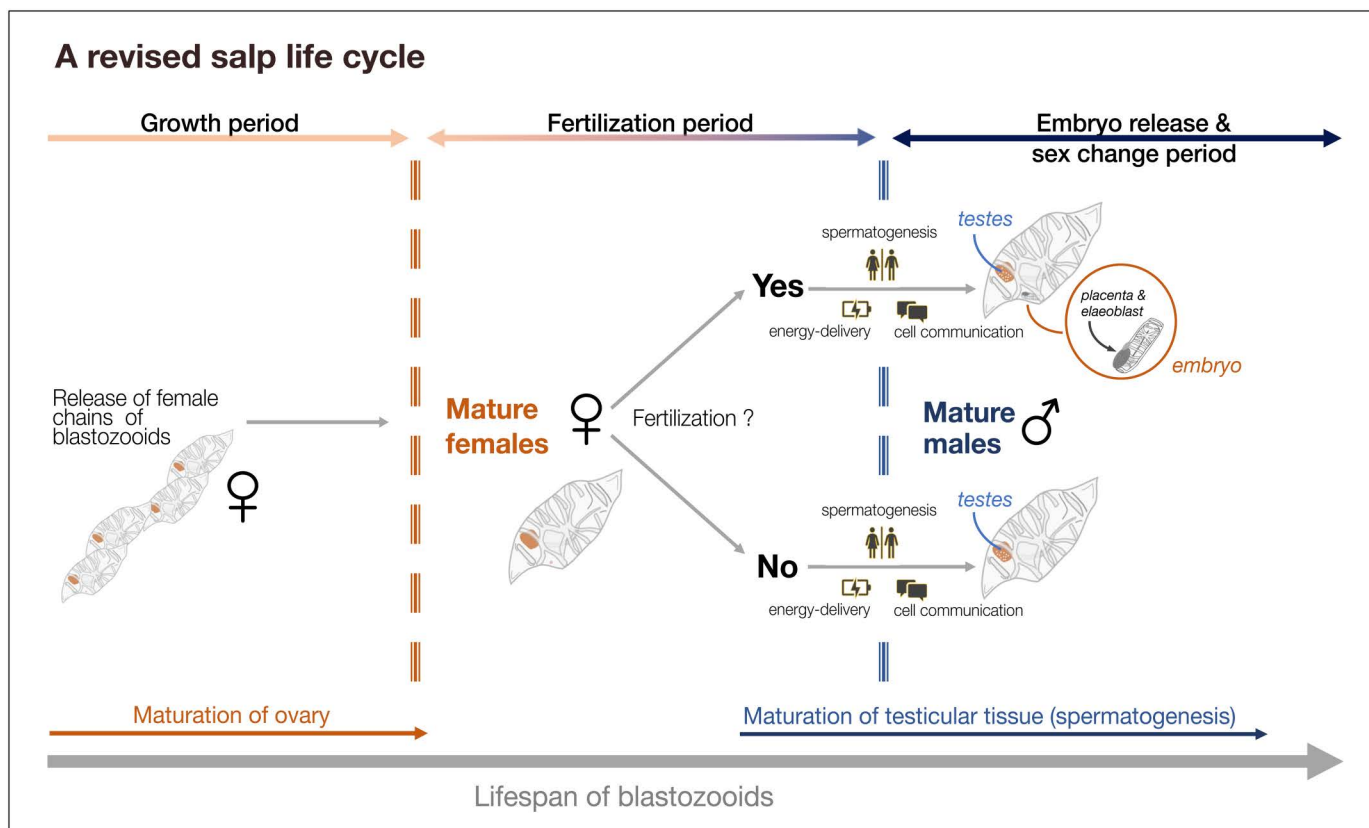 A revised salp life cycle
Growth period
Fertilization period
Embryo release &
sex change period
spermatogenesis
testes
Yes
energy-delivery
cell communication
placenta &
elaeoblast
embryo
Release of female
chains of
blastozooids
Mature
females
Fertilization ?
Mature
males
spermatogenesis
testes
No
energy-delivery
cell communication
Maturation of ovary
Maturation of testicular tissue (spermatogenesis)
Lifespan of blastozooids